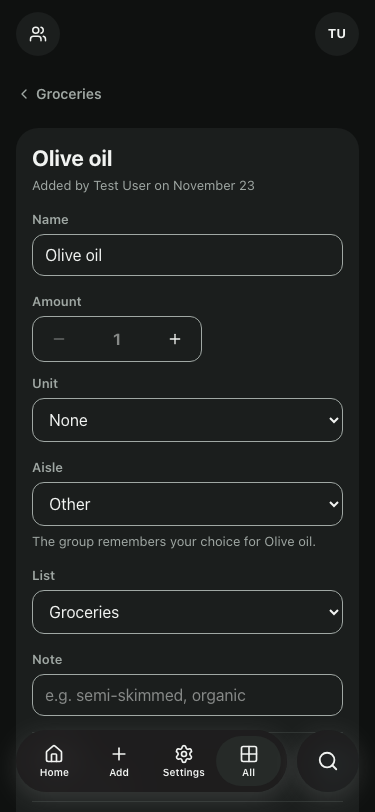 TU
Groceries
Olive oil
Added by Test User on November 23
Name
Olive oil
Amount
1
Unit
None
Aisle
Other
The group remembers your choice for Olive oil.
List
Groceries
Note
e.g. semi-skimmed, organic
Home Add Settings All